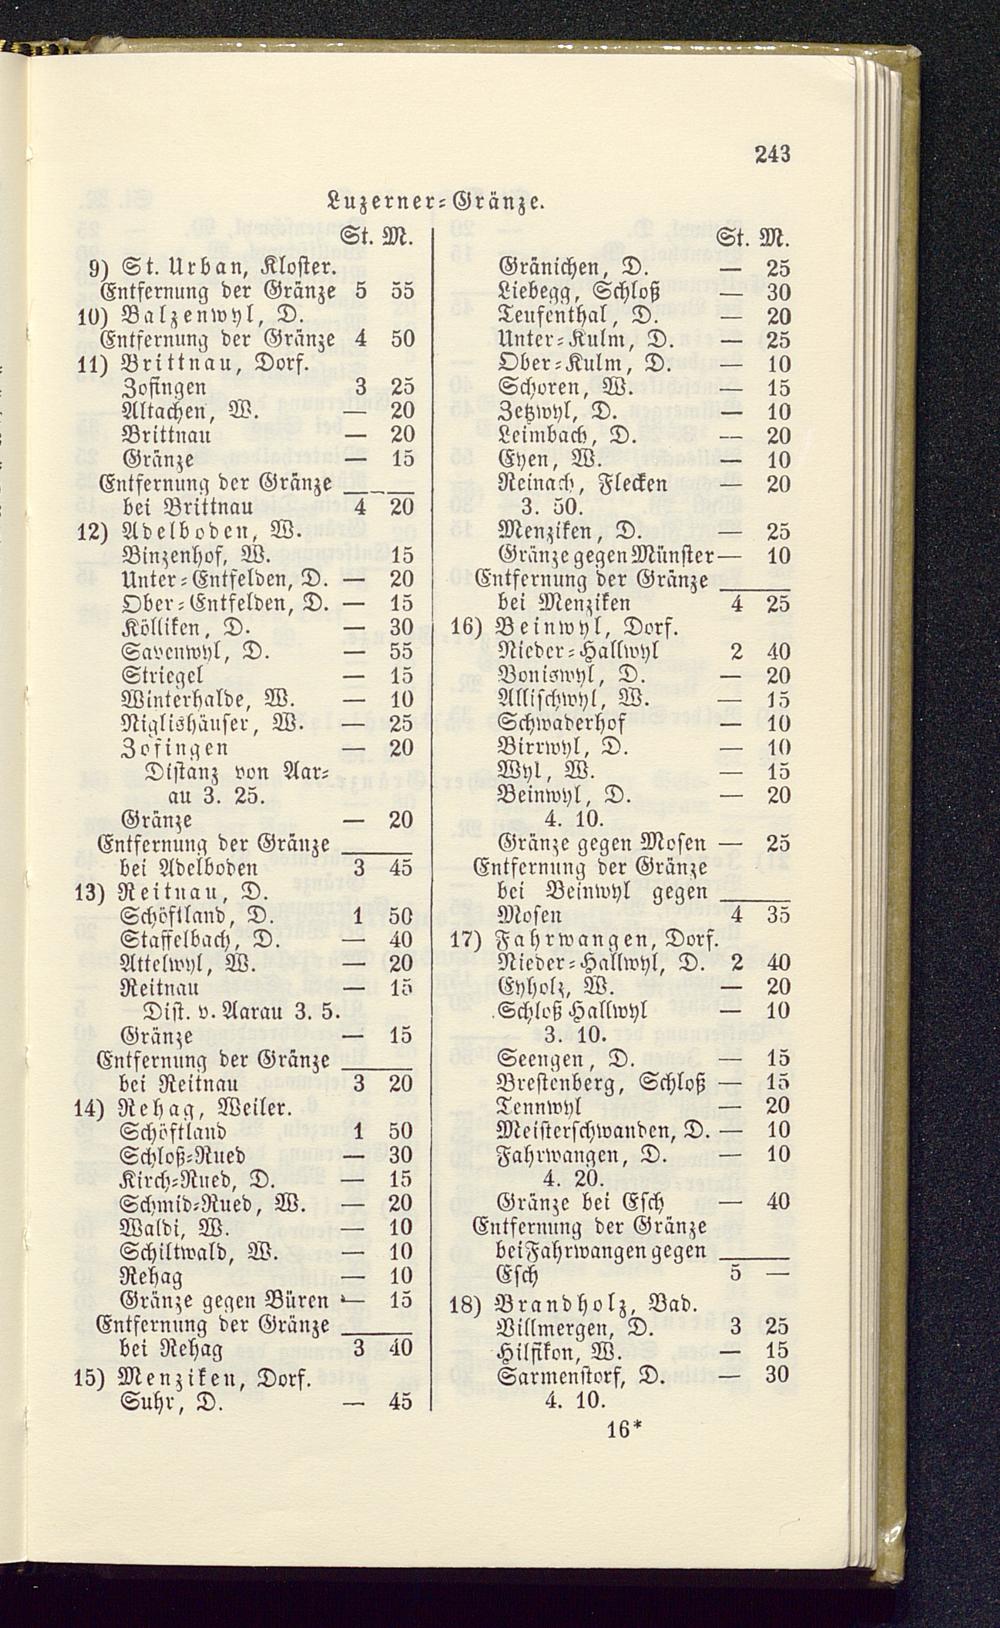 243
Luzerner-Gränze.
St. M.
9) St. Urban, Kloster.
Entfernung der Gränze 5 55
10) Balzenwyl, D.
Entfernung der Gränze 4 50
11) Brittnau, Dorf.
Zofingen 3 25
Altachen, W. — 20
Brittnau — 20
Gränze — 15
Entfernung der Gränze
bei Brittnau 4 20
12) Adelboden, W.
Binzenhof, W. — 15
Unter-Entfelden, D. — 20
Ober-Entfelden, D. — 15
Kölliken, D. — 30
Savenwyl, D. — 55
Striegel — 15
Winterhalde, W. — 10
Niglishäuser, W. — 25
Zofingen — 20
Distanz von Aar-
au 3. 25.
Gränze — 20
Entfernung der Gränze
bei Adelboden 3 45
13) Reitnau, D.
Schöftland, D. 1 50
Staffelbach, D. — 40
Attelwyl, W. — 20
Reitnau — 15
Dist. v. Aarau 3. 5.
Gränze — 15
Entfernung der Gränze
bei Reitnau 3 20
14) Rehag, Weiler.
Schöftland 1 50
Schloß-Rued — 30
Kirch-Rued, D. — 15
Schmid-Rued, W. — 20
Waldi, W. — 10
Schiltwald, W. — 10
Rehag — 10
Gränze gegen Büren — 15
Entfernung der Gränze
bei Rehag 3 40
15) Menziken, Dorf.
Suhr, D. — 45
St. M.
Gränichen, D. — 25
Liebegg, Schloß — 30
Teufenthal, D. — 20
Unter-Kulm, D. — 25
Ober-Kulm, D. — 10
Schoren, W. — 15
Zetzwyl, D. — 10
Leimbach, D. — 20
Eyen, W. — 10
Reinach, Flecken — 20
3. 50.
Menziken, D. — 25
Gränze gegen Münster — 10
Entfernung der Gränze
bei Menziken 4 25
16) Beinwyl, Dorf.
Nieder-Hallwyl 2 40
Boniswyl, D. — 20
Allischwyl, W. — 15
Schwaderhof — 10
Birrwyl, D. — 10
Wyl, W. — 15
Beinwyl, D. — 20
4. 10.
Gränze gegen Mosen — 25
Entfernung der Gränze
bei Beinwyl gegen
Mosen 4 35
17) Fahrwangen, Dorf.
Nieder-Hallwyl, D. 2 40
Eyholz, W. — 20
Schloß Hallwyl — 10
3. 10.
Seengen, D. — 15
Brestenberg, Schloß — 15
Tennwyl — 20
Meisterschwanden, D. — 10
Fahrwangen, D. — 10
4. 20.
Gränze bei Esch — 40
Entfernung der Gränze
bei Fahrwangen gegen
Esch 5 —
18) Brandholz, Bad.
Villmergen, D. 3 25
Hilfikon, W. — 15
Sarmenstorf, D. — 30
4. 10.
16*